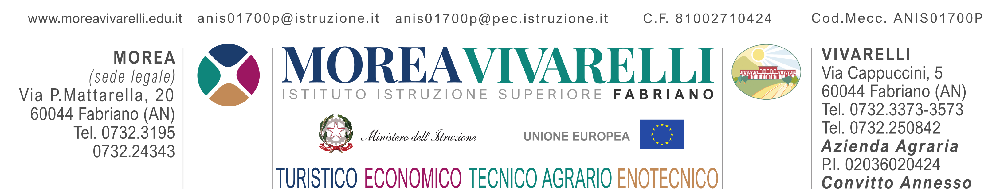 www.moreavivarelli.edu.it anis01700p@istruzione.it anis01700p@pec.istruzione.it C.F. 81002710424 Cod.Mecc. ANIS01700P
MOREA
(sede legale)
Via P.Mattarella, 20
60044 Fabriano (AN)
Tel. 0732.3195
0732.24343
MOREAVIVARELLI
ISTITUTO ISTRUZIONE SUPERIORE FABRIANO
REPVBBLICA ITALIANA
Ministero dell'Istruzione
UNIONE EUROPEA
TURISTICO ECONOMICO TECNICO AGRARIO ENOTECNICO
VIVARELLI
Via Cappuccini, 5
60044 Fabriano (AN)
Tel. 0732.3373-3573
Tel. 0732.250842
Azienda Agraria
P.I. 02036020424
Convitto Annesso